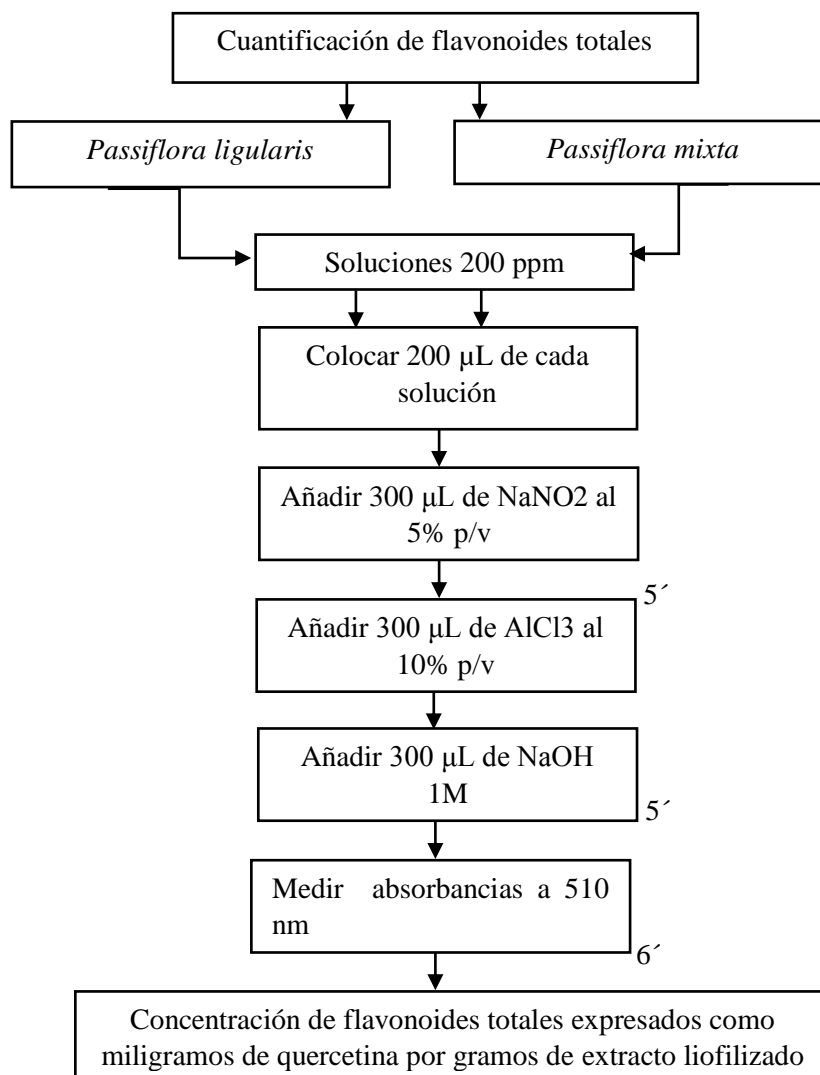 Cuantificación de flavonoides totales
Passiflora ligularis
Passiflora mixta
Soluciones 200 ppm
Colocar 200 µL de cada
solución
Añadir 300 µL de NaNO2 al
5% p/v
5´
Añadir 300 µL de AlCl3 al
10% p/v
Añadir 300 µL de NaOH
1M
5´
Medir absorbancias a 510
nm
6´
Concentración de flavonoides totales expresados como
miligramos de quercetina por gramos de extracto liofilizado